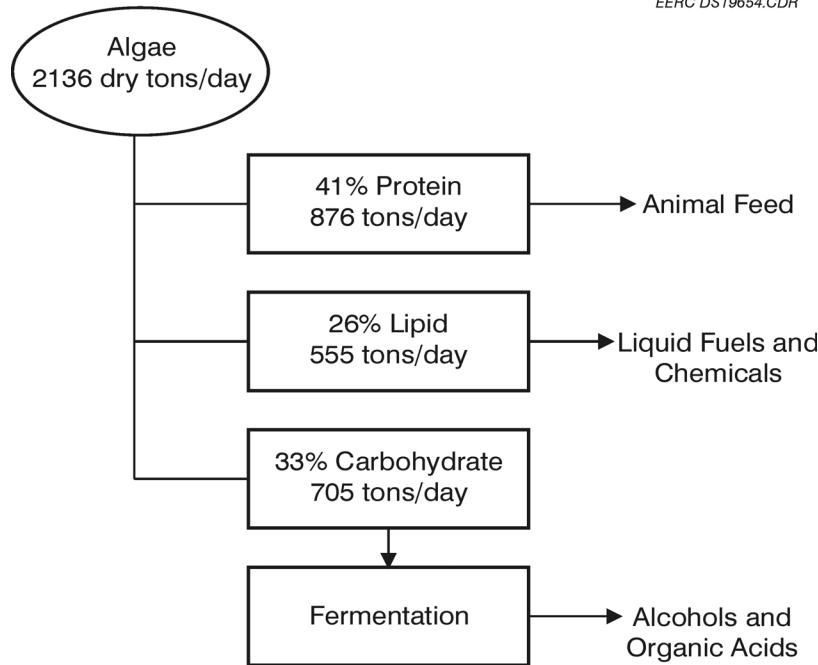 EERC DS19654.CDR
Algae
2136 dry tons/day
41% Protein
876 tons/day
Animal Feed
26% Lipid
555 tons/day
Liquid Fuels and
Chemicals
33% Carbohydrate
705 tons/day
Fermentation
Alcohols and
Organic Acids